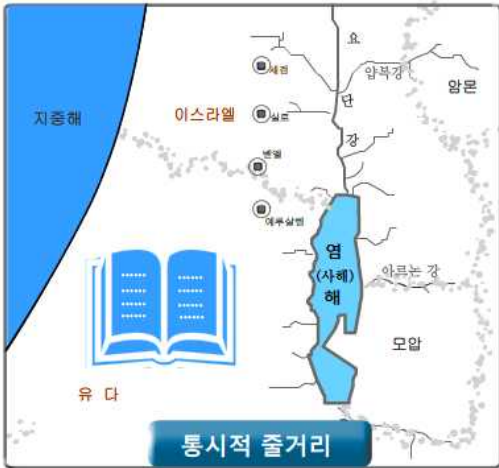 요
단
강
세겜
얍복강
암몬
지중해
이스라엘
실로
벧엘
예루살렘
염
(사해)
해
아르논 강
모압
유 다
통시적 줄거리